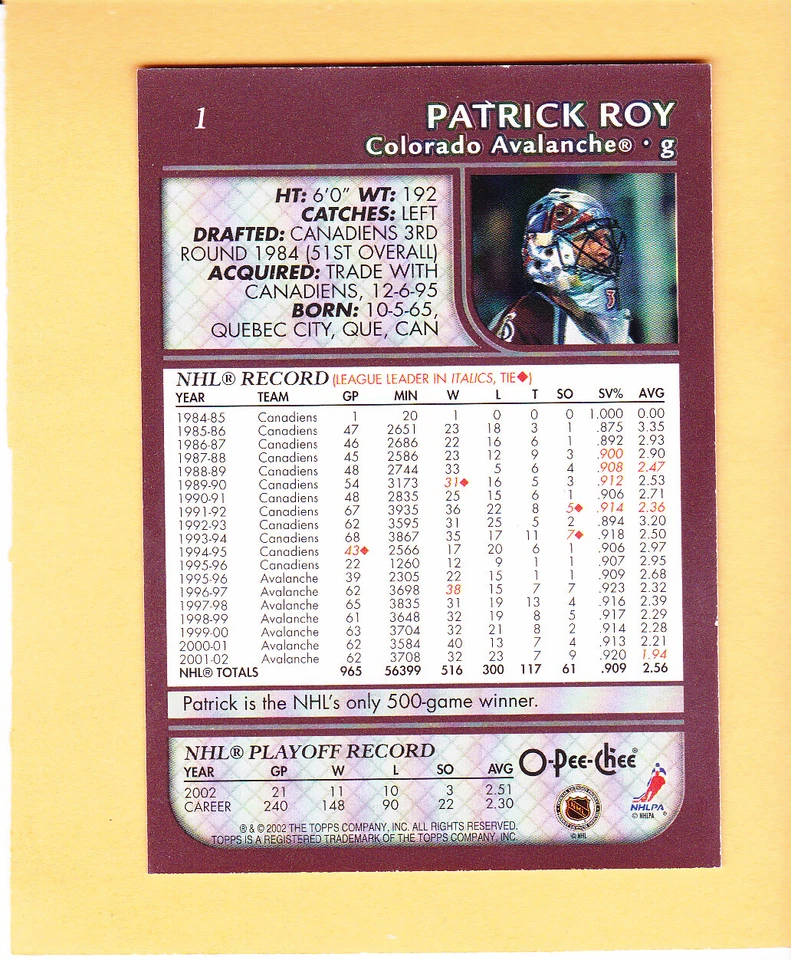 1
PATRICK ROY
Colorado Avalanche® · g
HT: 6'0" WT: 192
CATCHES: LEFT
DRAFTED: CANADIENS 3RD
ROUND 1984 (51ST OVERALL)
ACQUIRED: TRADE WITH
CANADIENS, 12-6-95
BORN: 10-5-65,
QUEBEC CITY, QUE, CAN
NHL® RECORD (LEAGUE LEADER IN ITALICS, TIE◆)
YEAR TEAM GP MIN W L T SO SV% AVG
1984-85 Canadiens 1 20 1 0 0 0 1.000 0.00
1985-86 Canadiens 47 2651 23 18 3 1 .875 3.35
1986-87 Canadiens 46 2686 22 16 6 1 .892 2.93
1987-88 Canadiens 45 2586 23 12 9 3 .900 2.90
1988-89 Canadiens 48 2744 33 5 6 4 .908 2.47
1989-90 Canadiens 54 3173 31◆ 16 5 3 .912 2.53
1990-91 Canadiens 48 2835 25 15 6 1 .906 2.71
1991-92 Canadiens 67 3935 36 22 8 5◆ .914 2.36
1992-93 Canadiens 62 3595 31 25 5 2 .894 3.20
1993-94 Canadiens 68 3867 35 17 11 7◆ .918 2.50
1994-95 Canadiens 43◆ 2566 17 20 6 1 .906 2.97
1995-96 Canadiens 22 1260 12 9 1 1 .907 2.95
1995-96 Avalanche 39 2305 22 15 1 1 .909 2.68
1996-97 Avalanche 62 3698 38 15 7 7 .923 2.32
1997-98 Avalanche 65 3835 31 19 13 4 .916 2.39
1998-99 Avalanche 61 3648 32 19 8 5 .917 2.29
1999-00 Avalanche 63 3704 32 21 8 2 .914 2.28
2000-01 Avalanche 62 3584 40 13 7 4 .913 2.21
2001-02 Avalanche 62 3708 32 23 7 9 .920 1.94
NHL® TOTALS 965 56399 516 300 117 61 .909 2.56
Patrick is the NHL's only 500-game winner.
NHL® PLAYOFF RECORD
YEAR GP W L SO AVG
2002 21 11 10 3 2.51
CAREER 240 148 90 22 2.30
O-Pee-Chee®
NHL
© NHL
NHLPA
© NHLPA
® & © 2002 THE TOPPS COMPANY, INC. ALL RIGHTS RESERVED.
TOPPS IS A REGISTERED TRADEMARK OF THE TOPPS COMPANY, INC.